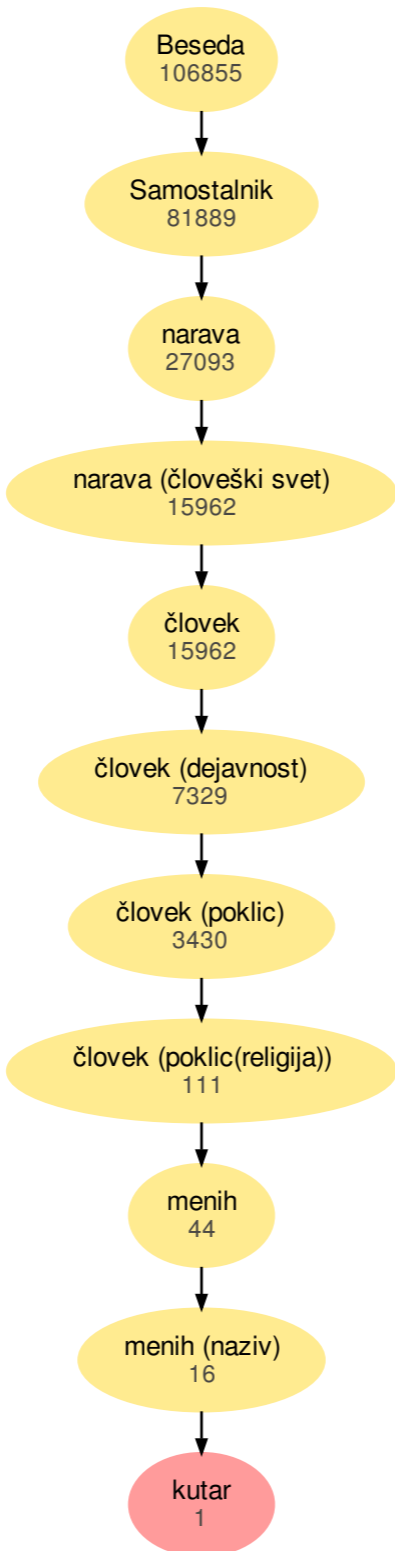 Beseda
106855
Samostalnik
81889
narava
27093
narava (človeški svet)
15962
človek
15962
človek (dejavnost)
7329
človek (poklic)
3430
človek (poklic(religija))
111
menih
44
menih (naziv)
16
kutar
1